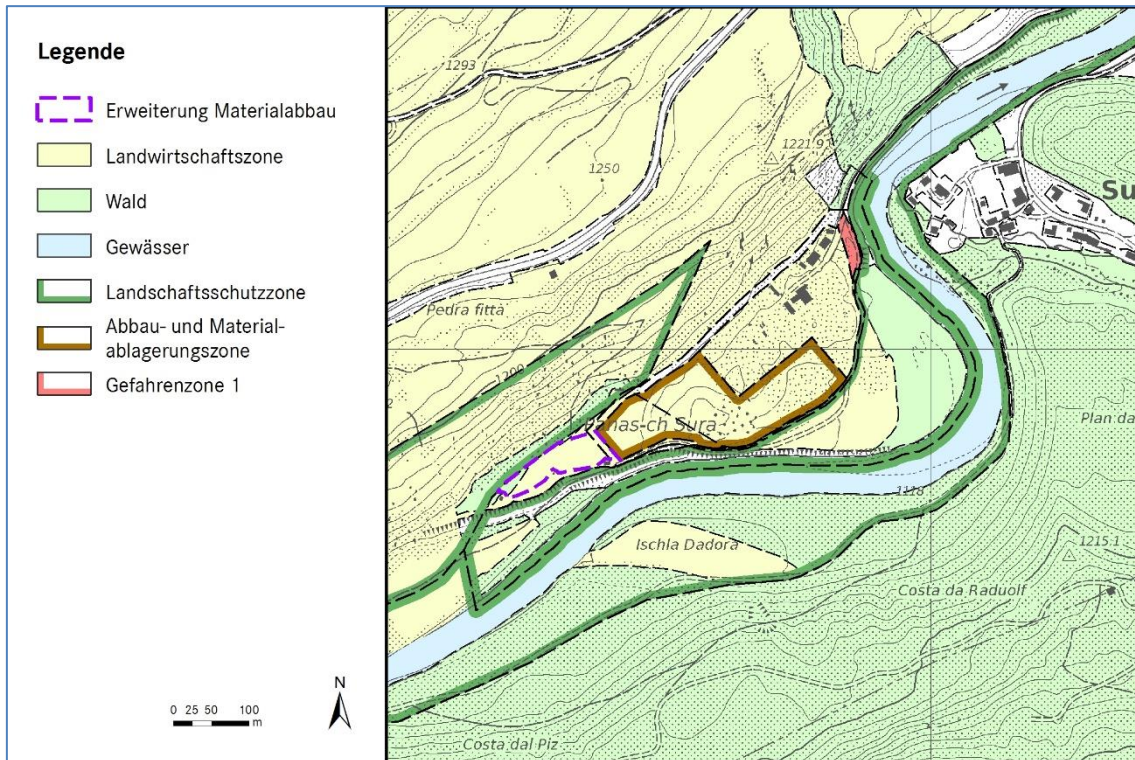 Legende
Erweiterung Materialabbau
Landwirtschaftszone
Wald
Gewässer
Landschaftsschutzzone
Abbau- und Material-
ablagerungszone
Gefahrenzone 1
0 25 50 100
m
N
1293
1221.9
1250
Su
Pedra fitta
1200
Sura
Plan da
1118
Ischla Dadora
1215.1
Costa da Raduolf
Costa dal Piz